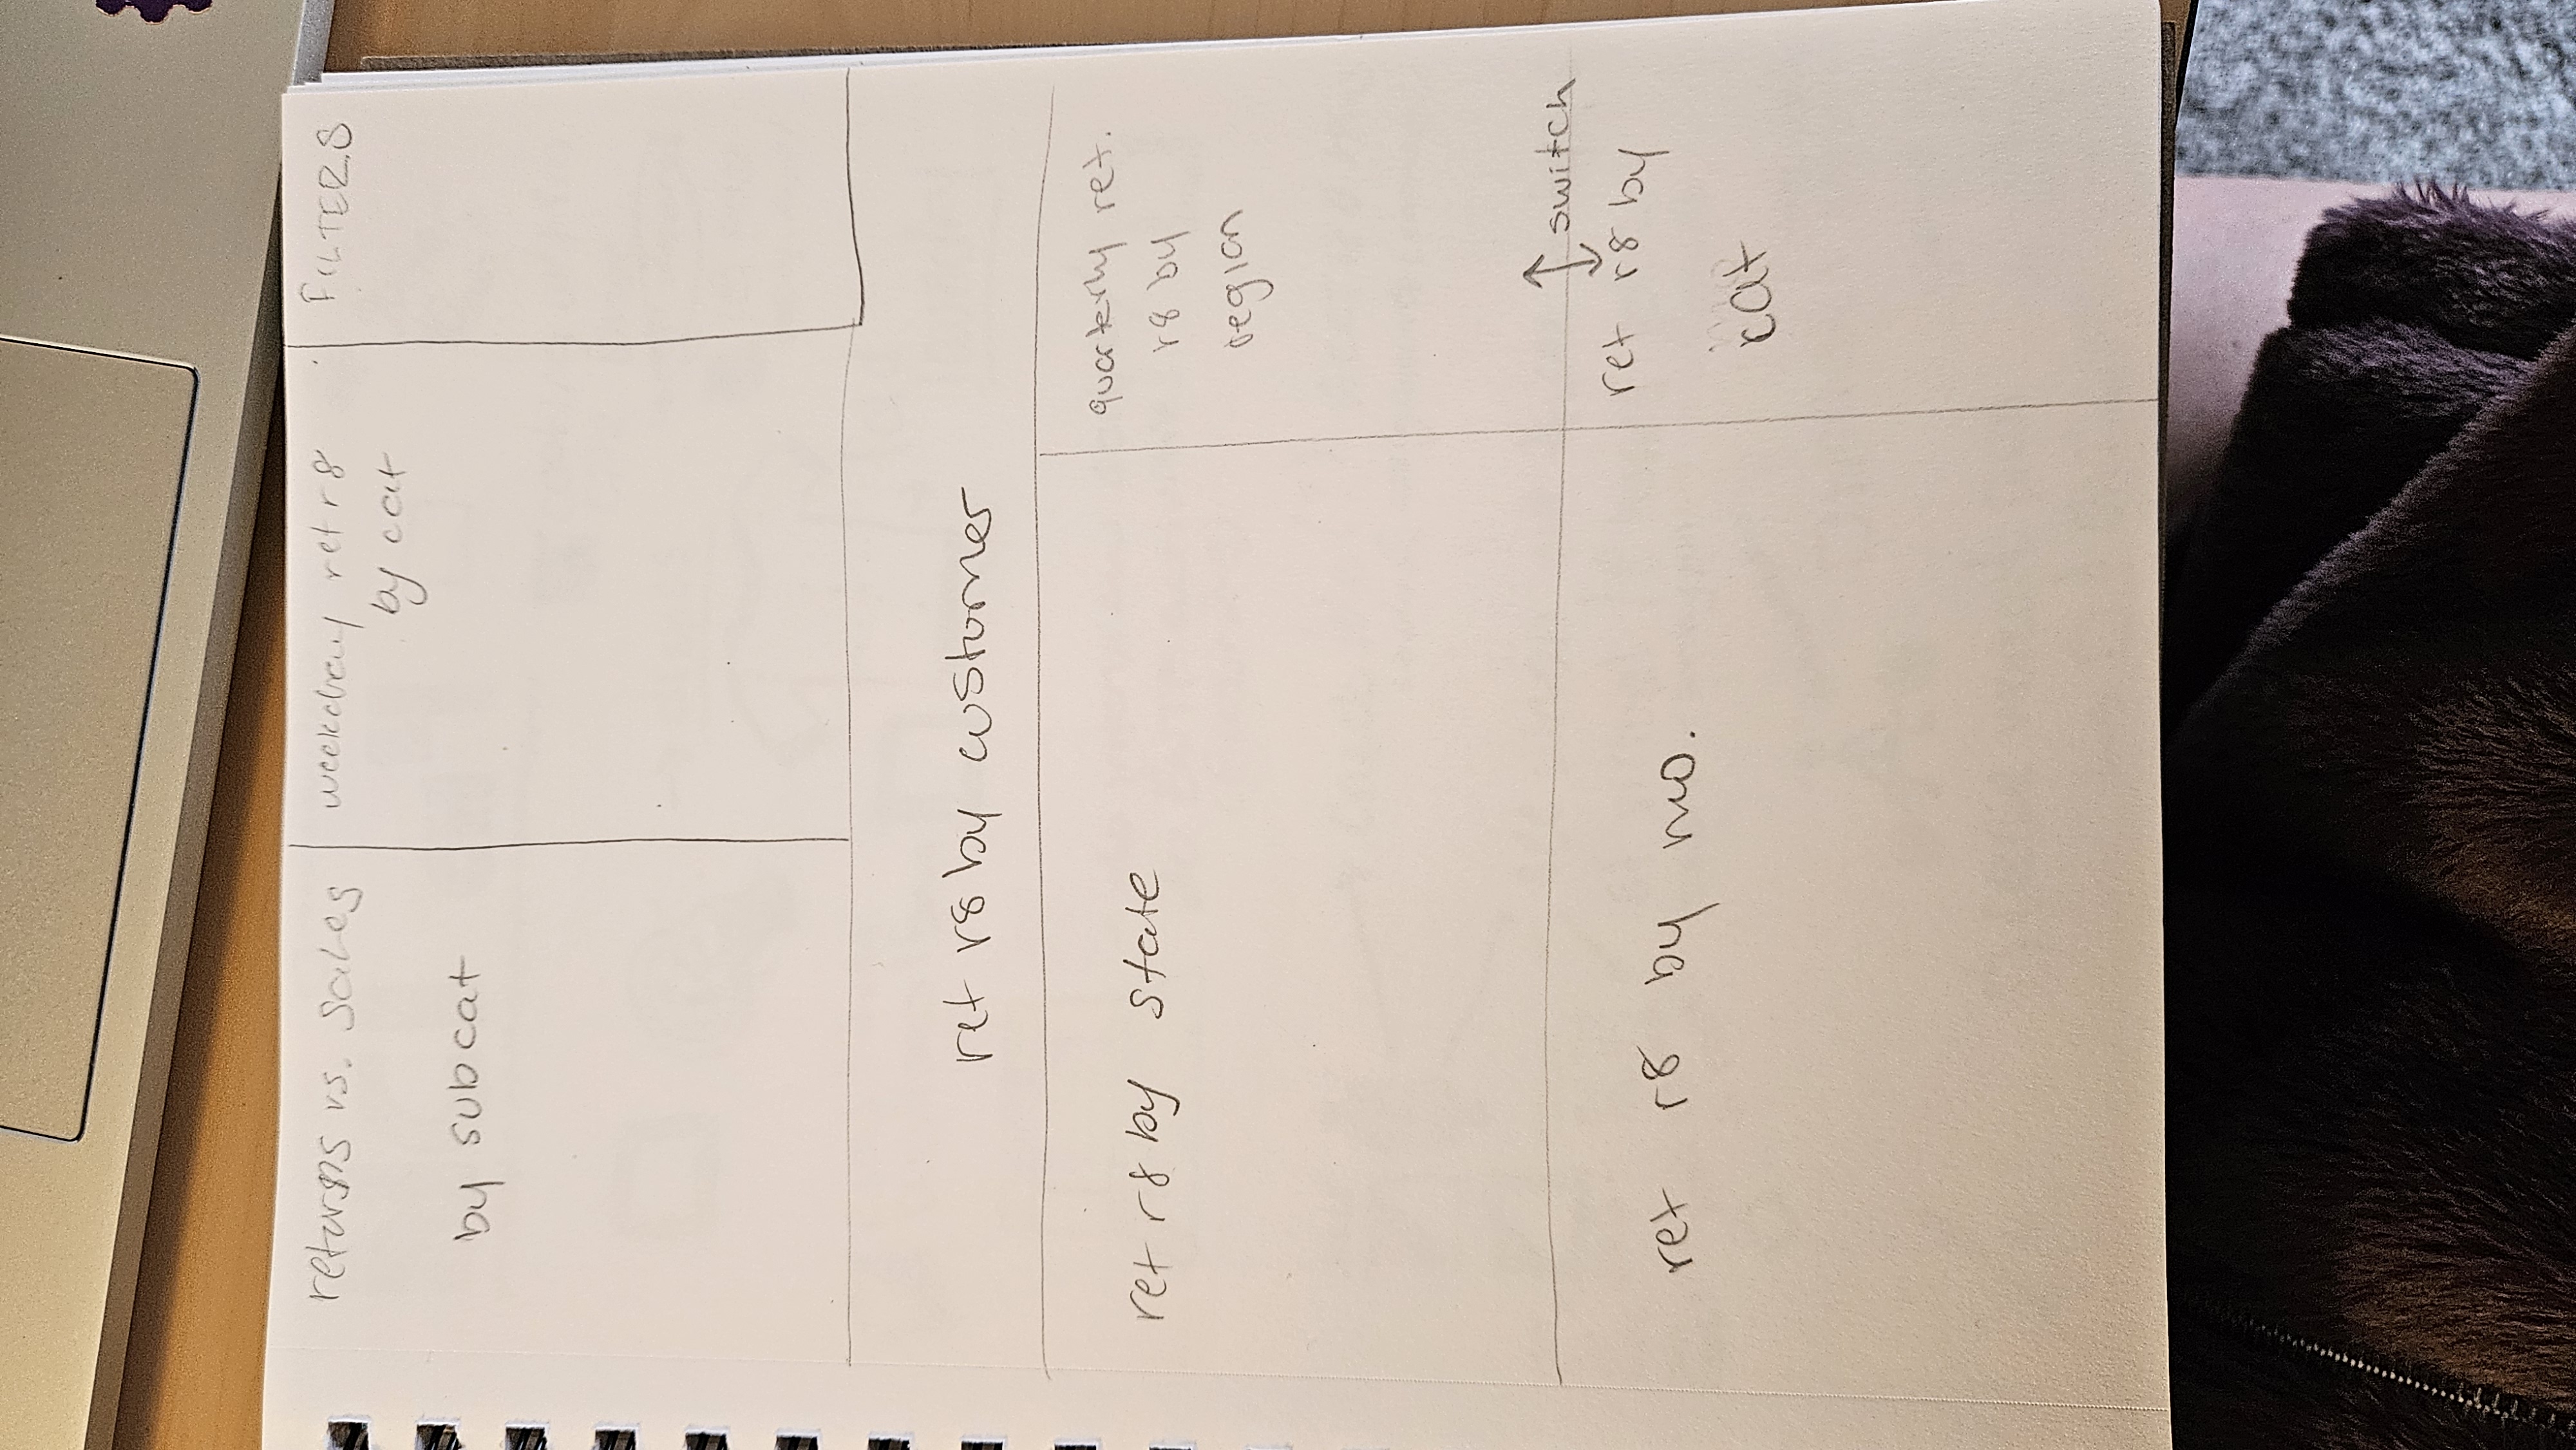 returns vs. sales
by subcat
weekday ret r8
by cat
FILTERS
ret r8 by customer
ret r8 by state
quarterly ret.
r8 by
region
switch
ret r8 by mo.
ret r8 by
cat